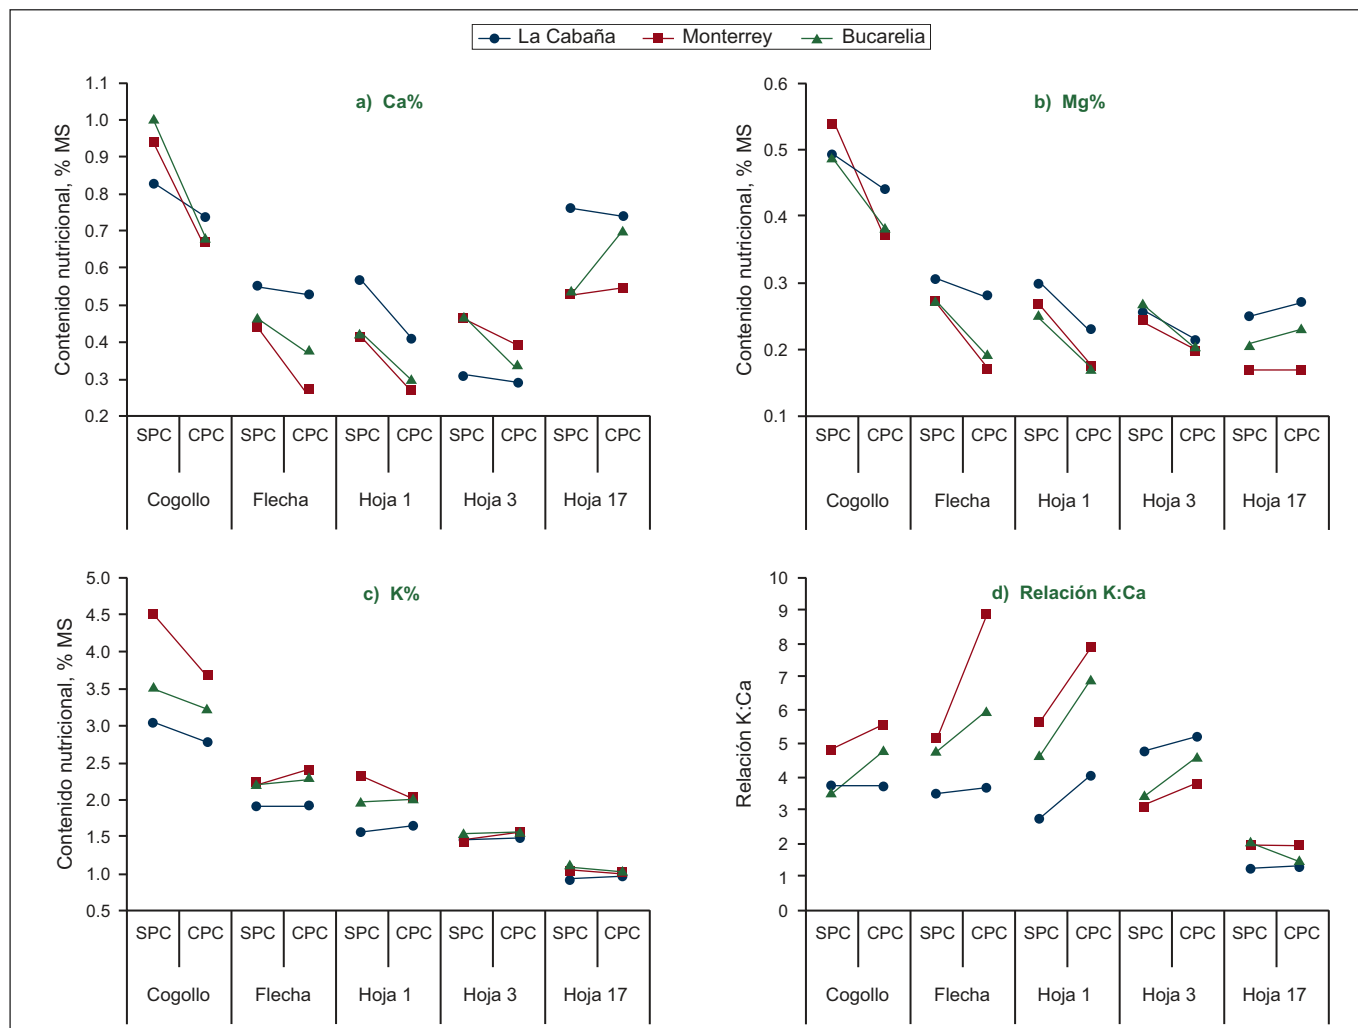 La Cabaña Monterrey Bucarelia
a) Ca%
Contenido nutricional, % MS
1.1
1.0
0.9
0.8
0.7
0.6
0.5
0.4
0.3
0.2
SPC CPC SPC CPC SPC CPC SPC CPC SPC CPC
Cogollo Flecha Hoja 1 Hoja 3 Hoja 17
b) Mg%
Contenido nutricional, % MS
0.6
0.5
0.4
0.3
0.2
0.1
SPC CPC SPC CPC SPC CPC SPC CPC SPC CPC
Cogollo Flecha Hoja 1 Hoja 3 Hoja 17
c) K%
Contenido nutricional, % MS
5.0
4.5
4.0
3.5
3.0
2.5
2.0
1.5
1.0
0.5
SPC CPC SPC CPC SPC CPC SPC CPC SPC CPC
Cogollo Flecha Hoja 1 Hoja 3 Hoja 17
d) Relación K:Ca
Relación K:Ca
10
9
8
7
6
5
4
3
2
1
0
SPC CPC SPC CPC SPC CPC SPC CPC SPC CPC
Cogollo Flecha Hoja 1 Hoja 3 Hoja 17